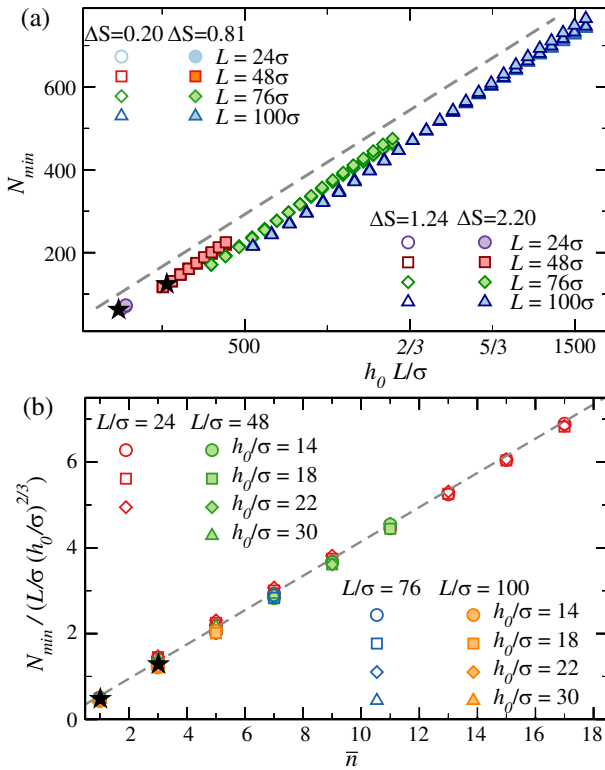 (a)
ΔS=0.20 ΔS=0.81
L = 24σ
L = 48σ
L = 76σ
L = 100σ
N_min
600
400
200
ΔS=1.24 ΔS=2.20
L = 24σ
L = 48σ
L = 76σ
L = 100σ
500 2/3 5/3 1500
h_0 L/σ
(b)
L/σ = 24 L/σ = 48
h_0/σ = 14
h_0/σ = 18
h_0/σ = 22
h_0/σ = 30
N_min / (L/σ (h_0/σ)^{2/3})
6
4
2
0
L/σ = 76 L/σ = 100
h_0/σ = 14
h_0/σ = 18
h_0/σ = 22
h_0/σ = 30
2 4 6 8 10 12 14 16 18
n̅